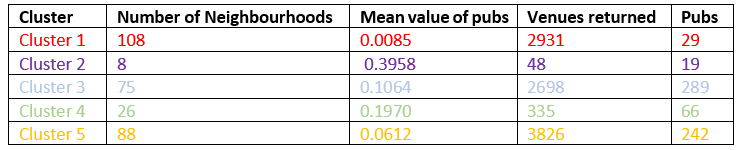 Cluster Number of Neighbourhoods Mean value of pubs Venues returned Pubs
Cluster 1 108 0.0085 2931 29
Cluster 2 8 0.3958 48 19
Cluster 3 75 0.1064 2698 289
Cluster 4 26 0.1970 335 66
Cluster 5 88 0.0612 3826 242